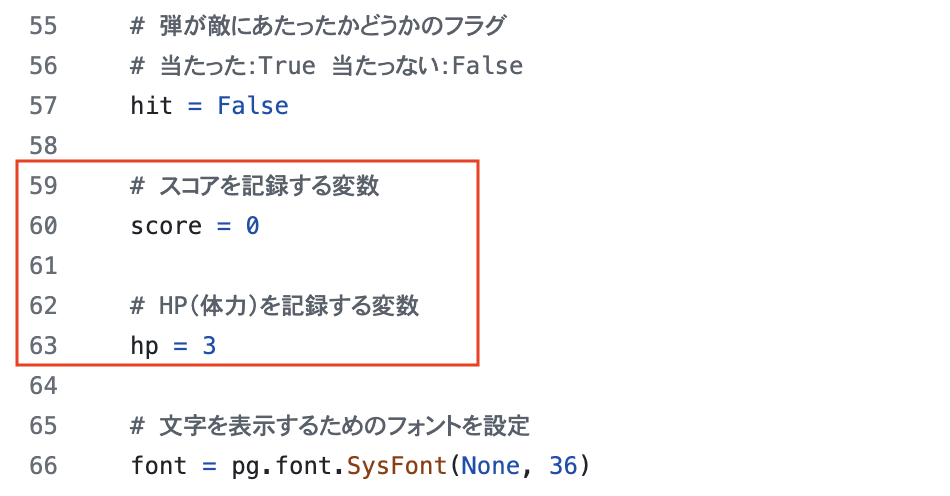 55 # 弾が敵にあたったかどうかのフラグ
56 # 当たった:True 当たっない:False
57 hit = False
58
59 # スコアを記録する変数
60 score = 0
61
62 # HP(体力)を記録する変数
63 hp = 3
64
65 # 文字を表示するためのフォントを設定
66 font = pg.font.SysFont(None, 36)